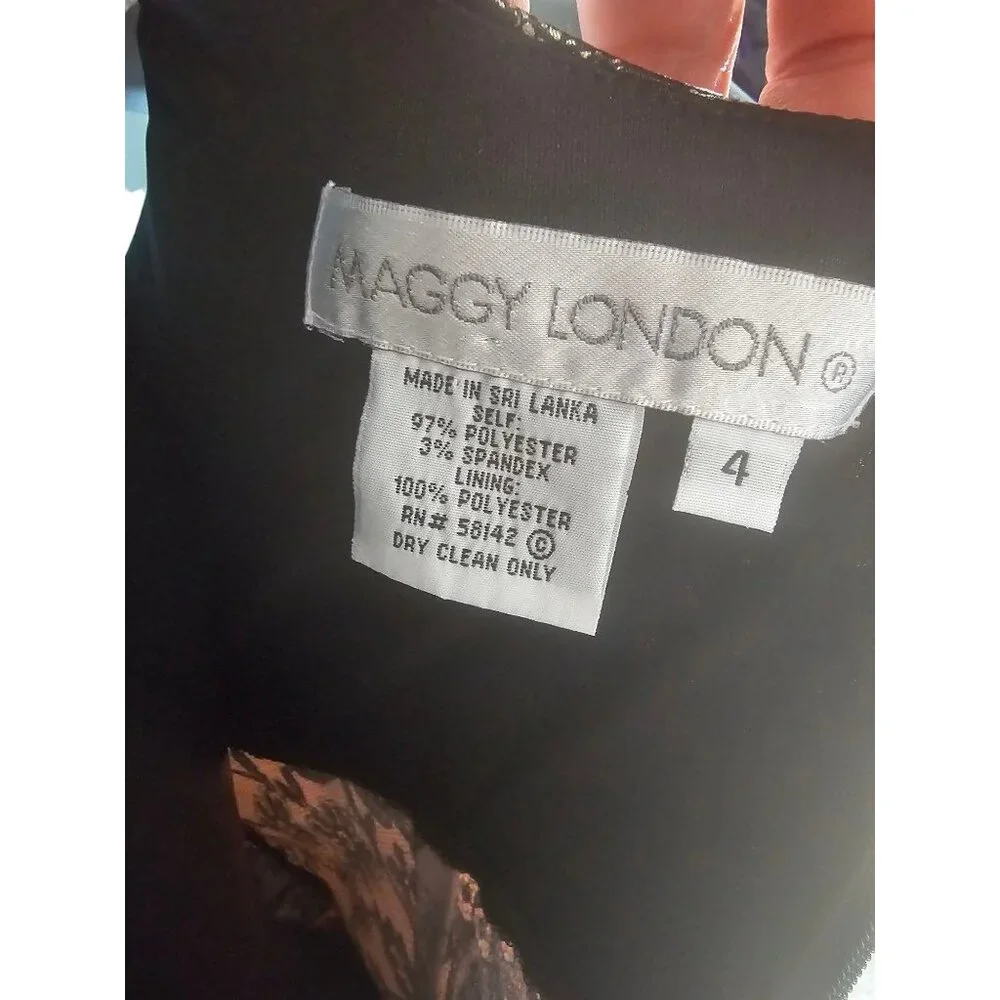 MAGGY LONDON ®
MADE IN SRI LANKA
SELF:
97% POLYESTER
3% SPANDEX
LINING:
100% POLYESTER
RN# 58142 ©
DRY CLEAN ONLY
4